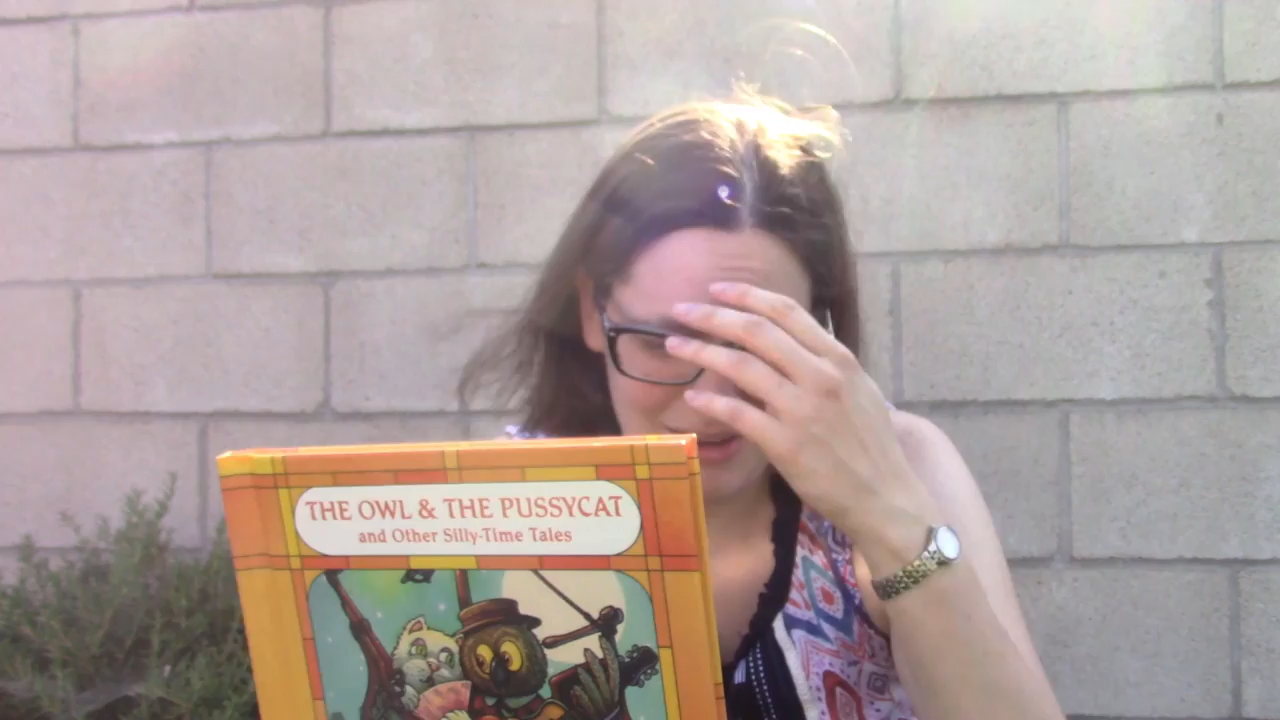 THE OWL & THE PUSSYCAT
and Other Silly-Time Tales